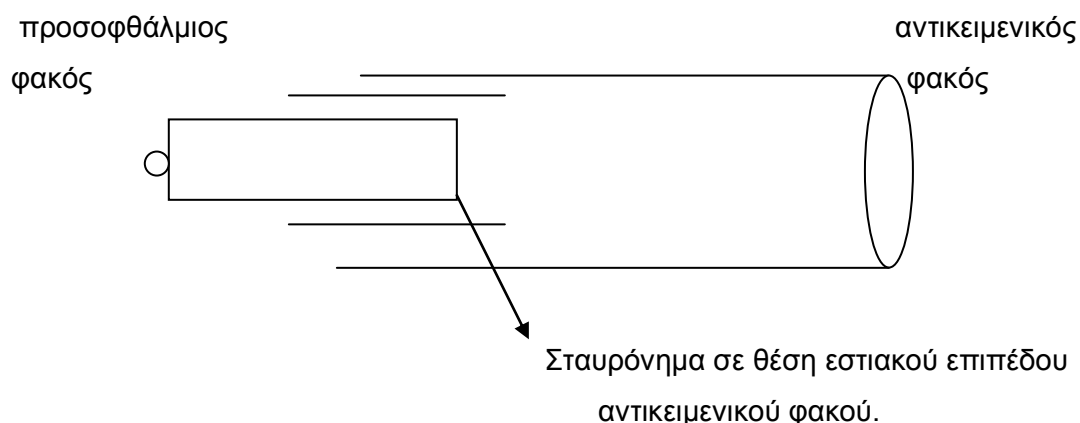 προσοφθάλμιος
φακός
αντικειμενικός
φακός
Σταυρόνημα σε θέση εστιακού επιπέδου
αντικειμενικού φακού.